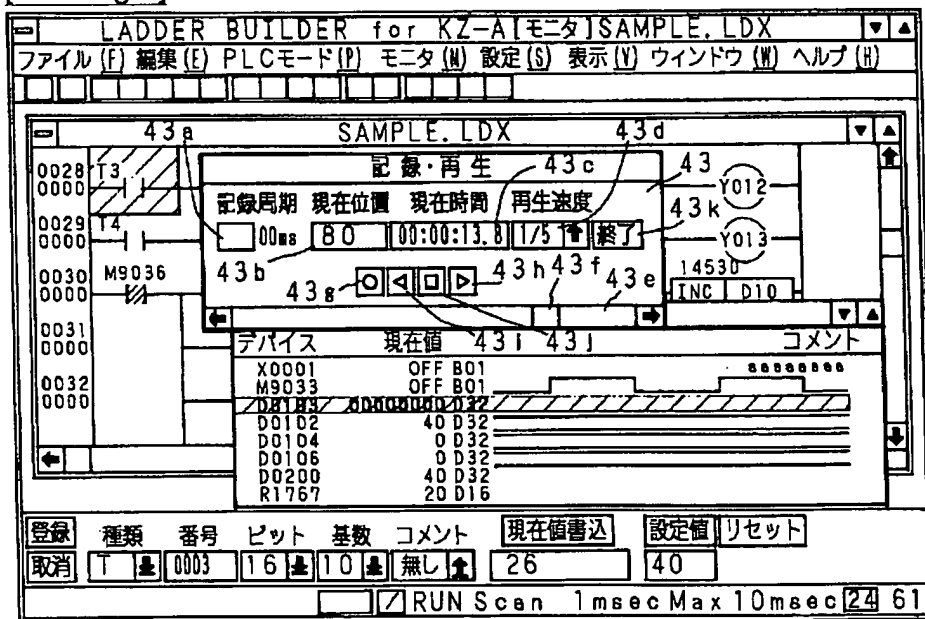 LADDER BUILDER for KZ-A[モニタ]SAMPLE.LDX
ファイル(F) 編集(E) PLCモード(P) モニタ(N) 設定(S) 表示(V) ウィンドウ(W) ヘルプ(H)
43a SAMPLE.LDX 43d
記録・再生 43c 43
0028 T3
0000
Y012
記録周期 現在位置 現在時間 再生速度 43k
00ms 80 00:00:13.8 1/5 終了
0029 T4
0000
Y013
43b 43g 43h 43f 43e
0030 M9036
0000
14530
INC D10
0031
0000
43i 43j
デバイス 現在値 コメント
X0001 OFF B01
M9033 OFF B01
0032
0000
D0102 40 D32
D0104 0 D32
D0106 0 D32
D0200 40 D32
R1767 20 D16
登録 種類 番号 ビット 基数 コメント 現在値書込 設定値 リセット
取消 T 0003 16 10 無し 26 40
RUN Scan 1msec Max 10msec 24 61